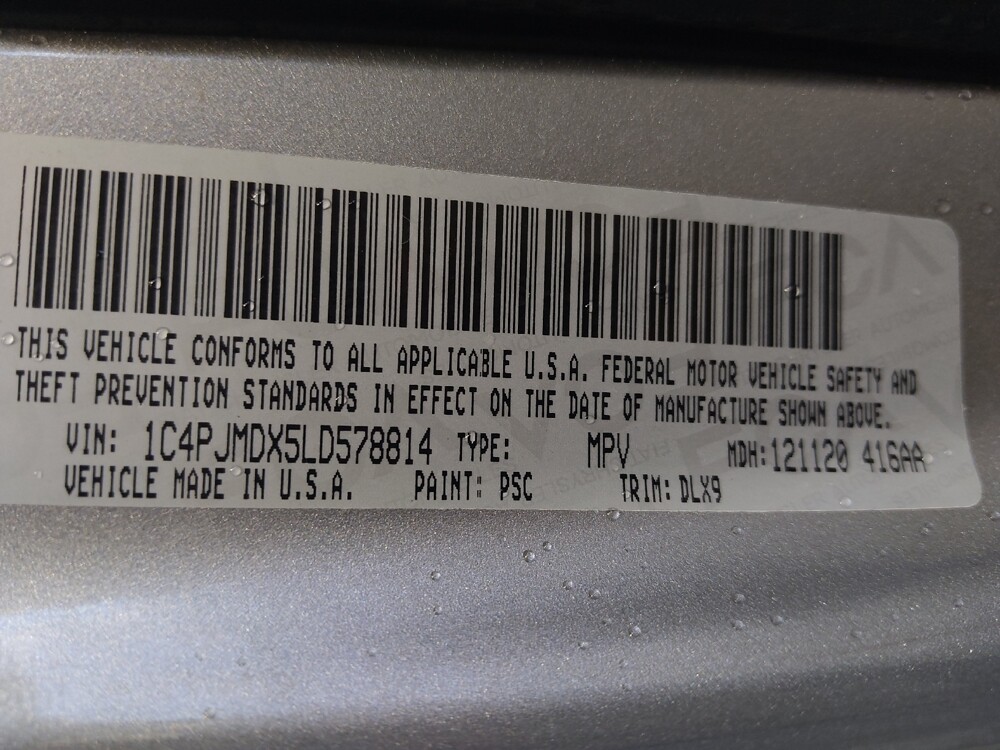 THIS VEHICLE CONFORMS TO ALL APPLICABLE U.S.A. FEDERAL MOTOR VEHICLE SAFETY AND
THEFT PREVENTION STANDARDS IN EFFECT ON THE DATE OF MANUFACTURE SHOWN ABOVE.
VIN: 1C4PJMDX5LD578814 TYPE: MPV MDH:121120 416AA
VEHICLE MADE IN U.S.A. PAINT: PSC TRIM: DLX9